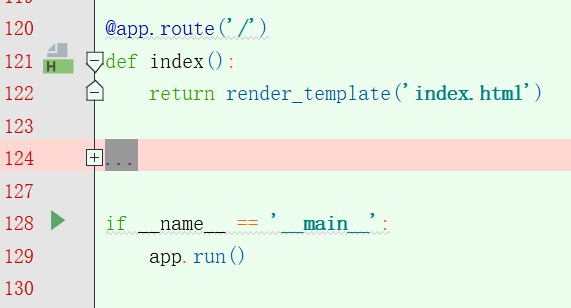 120 @app.route('/')
121 def index():
122     return render_template('index.html')
123
124 ...
127
128 if __name__ == '__main__':
129     app.run()
130
H